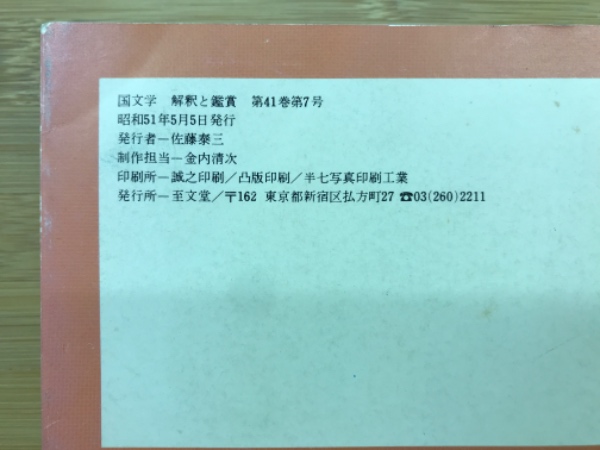 国文学 解釈と鑑賞 第41巻第7号
昭和51年5月5日発行
発行者―佐藤泰三
制作担当―金内清次
印刷所―誠之印刷／凸版印刷／半七写真印刷工業
発行所―至文堂／〒162 東京都新宿区払方町27 ☎03(260)2211